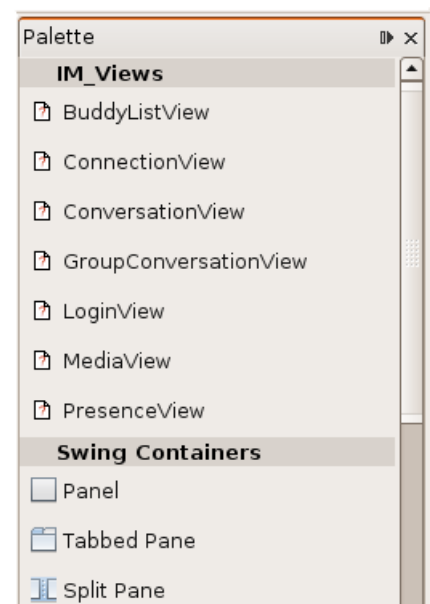 Palette
IM_Views
BuddyListView
ConnectionView
ConversationView
GroupConversationView
LoginView
MediaView
PresenceView
Swing Containers
Panel
Tabbed Pane
Split Pane